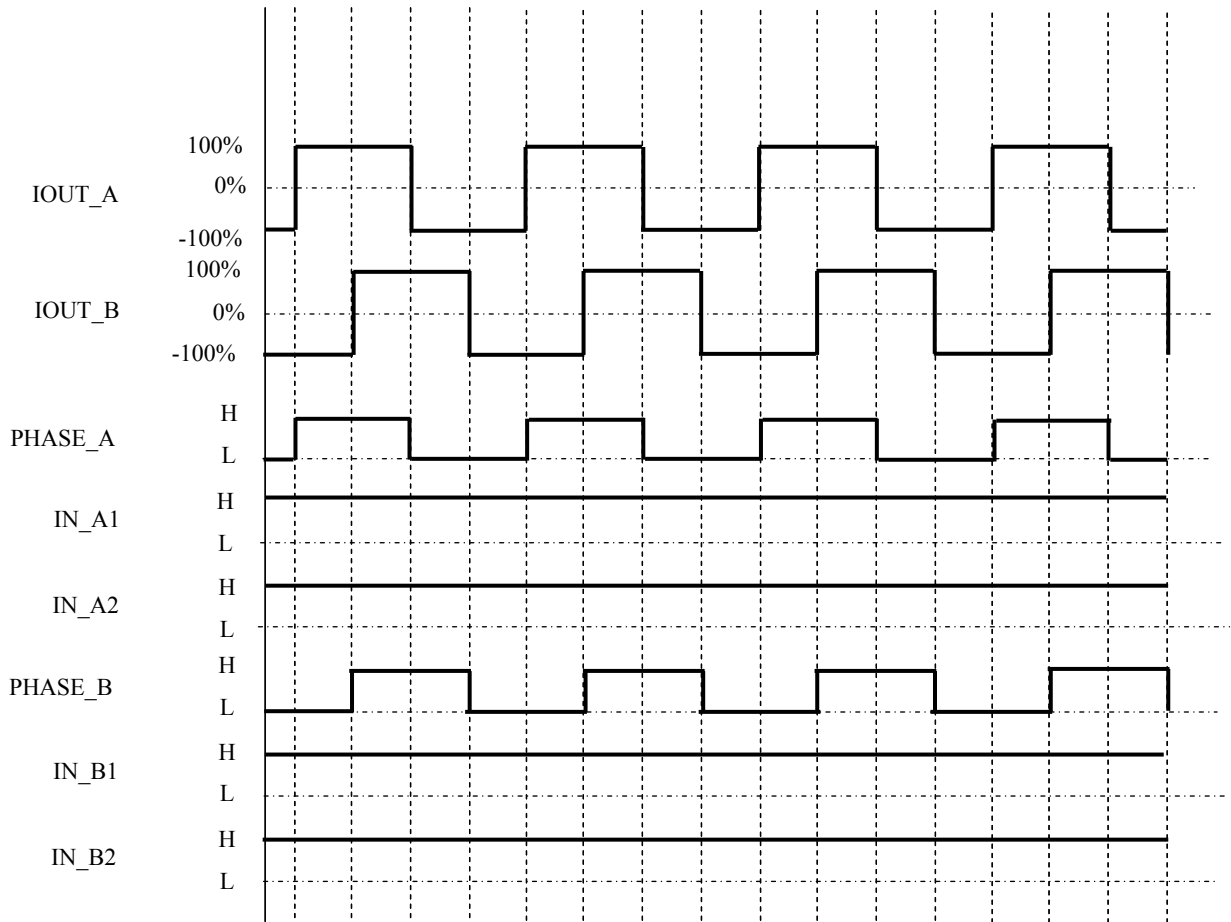 100%
IOUT_A
0%
-100%
100%
IOUT_B
0%
-100%
H
PHASE_A
L
H
IN_A1
L
H
IN_A2
L
H
PHASE_B
L
H
IN_B1
L
H
IN_B2
L